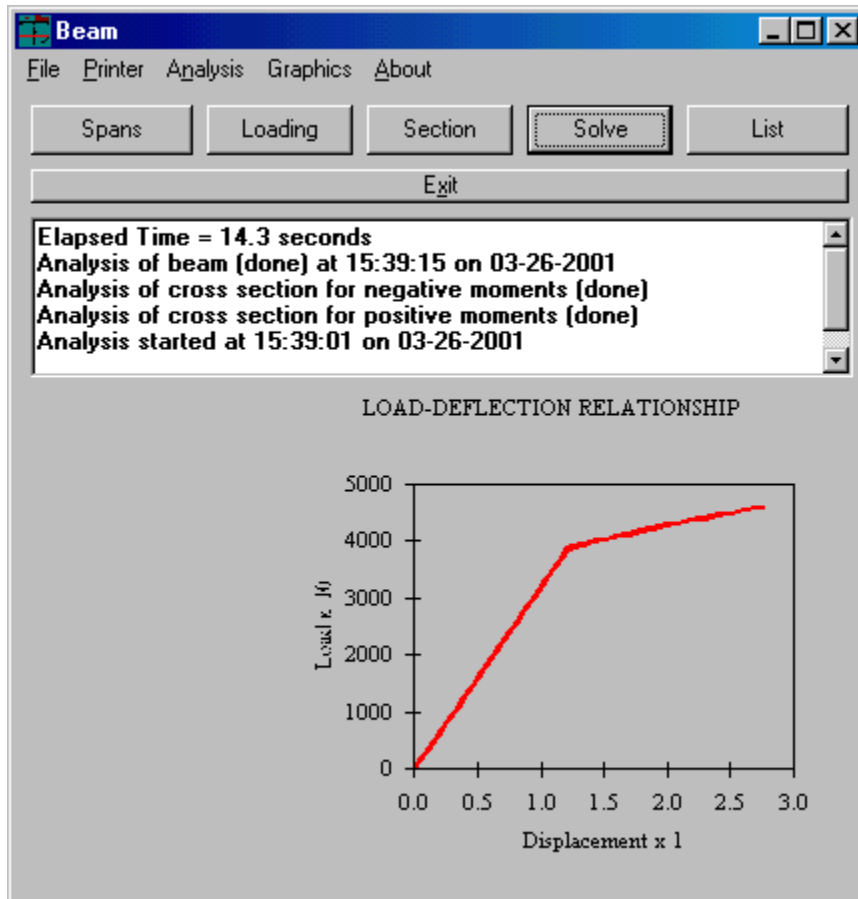 Beam
File Printer Analysis Graphics About
Spans Loading Section Solve List
Exit
Elapsed Time = 14.3 seconds
Analysis of beam (done) at 15:39:15 on 03-26-2001
Analysis of cross section for negative moments (done)
Analysis of cross section for positive moments (done)
Analysis started at 15:39:01 on 03-26-2001
LOAD-DEFLECTION RELATIONSHIP
5000
4000
3000
2000
1000
0
Load x 10
0.0 0.5 1.0 1.5 2.0 2.5 3.0
Displacement x 1